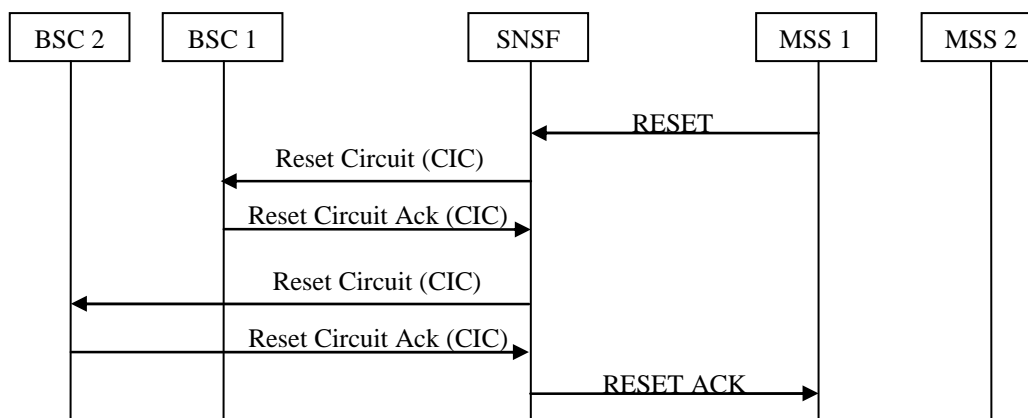 BSC 2
BSC 1
SNSF
MSS 1
MSS 2
RESET
Reset Circuit (CIC)
Reset Circuit Ack (CIC)
Reset Circuit (CIC)
Reset Circuit Ack (CIC)
RESET ACK